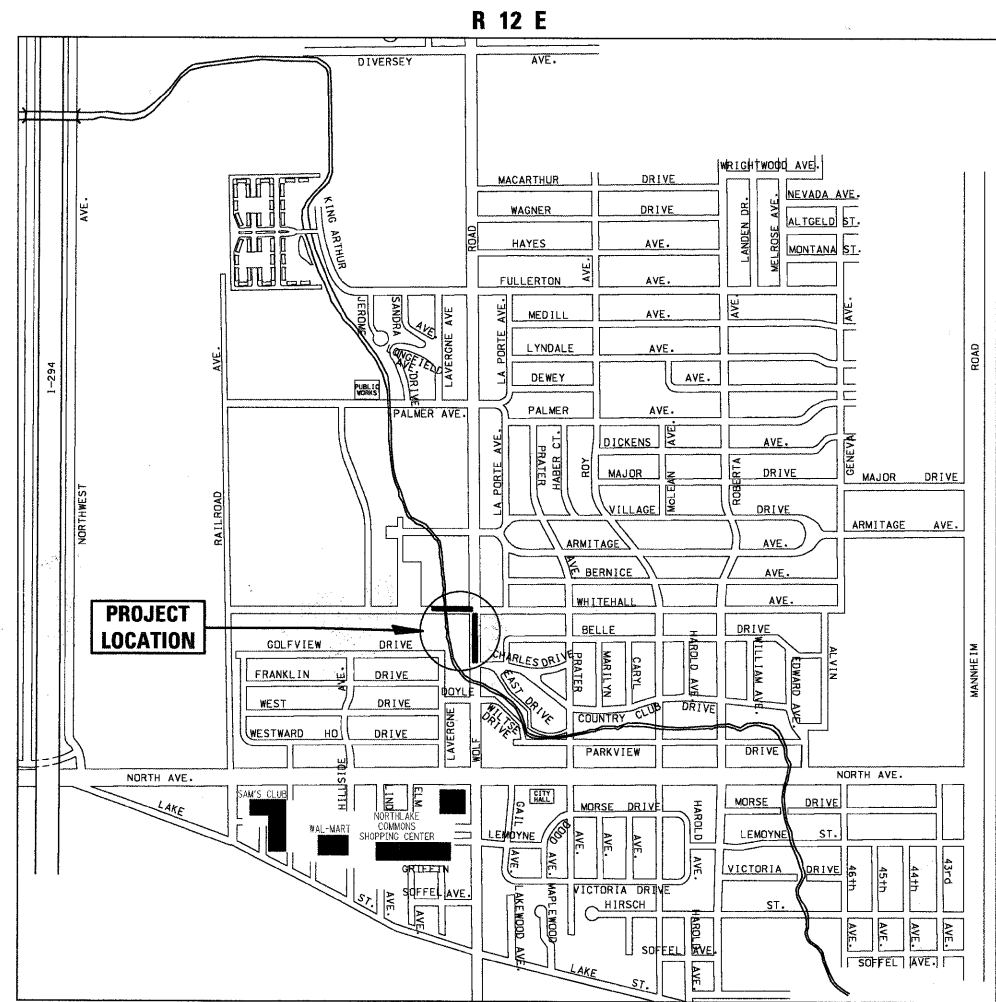 R 12 E
DIVERSEY AVE.
WRIGHTWOOD AVE.
MACARTHUR DRIVE
NEVADA AVE.
WAGNER DRIVE
ALTGELD ST.
HAYES AVE.
MONTANA ST.
FULLERTON AVE.
MEDILL AVE.
LYNDALE AVE.
DEWEY AVE.
PALMER AVE.
PALMER AVE.
AVE.
ROAD
KING ARTHUR
LANDEN DR.
MELROSE AVE.
AVE.
AVE.
AVE.
JEROME
SANDRA
AVE.
LAVERGNE AVE
LA PORTE AVE.
LONGFIELD
AVE.
DRIVE
PUBLIC
WORKS
I-294
AVE.
ROAD
DICKENS AVE.
MAJOR DRIVE
MAJOR DRIVE
VILLAGE DRIVE
ARMITAGE AVE.
ARMITAGE AVE.
BERNICE AVE.
WHITEHALL AVE.
LA PORTE AVE.
PRATER
AVE.
HABER CT.
ROY
AVE.
McLEAN
ROBERTA
GENEVA
NORTHWEST
RAILROAD
PROJECT
LOCATION
BELLE DRIVE
GOLFVIEW DRIVE
CHARLES DRIVE
FRANKLIN DRIVE
WEST DRIVE
WESTWARD HO DRIVE
AVE.
HILLSIDE
DOYLE
LAVERGNE
WOLF
WILTSE
DRIVE
EAST DRIVE
PRATER
MARILYN
CARYL
HAROLD AVE.
WILLIAM AVE.
EDWARD AVE.
ALVIN
MANNHEIM
COUNTRY CLUB DRIVE
PARKVIEW DRIVE
NORTH AVE.
NORTH AVE.
LAKE ST.
SAM'S CLUB
WAL-MART
LIND
ELM
NORTHLAKE
COMMONS
SHOPPING CENTER
GRIFFIN
SOFFEL AVE.
AVE.
AVE.
CITY
HALL
GAIL
AVE.
MORSE DRIVE
MORSE DRIVE
LEMOYNE
DODD
AVE.
AVE.
AVE.
AVE.
HAROLD
AVE.
LEMOYNE ST.
VICTORIA DRIVE
VICTORIA DRIVE
HIRSCH ST.
LAKEWOOD AVE.
MAPLEWOOD
SOFFEL AVE.
HAROLD
AVE.
LAKE ST.
46th
AVE.
45th
AVE.
44th
AVE.
43rd
AVE.
SOFFEL AVE.